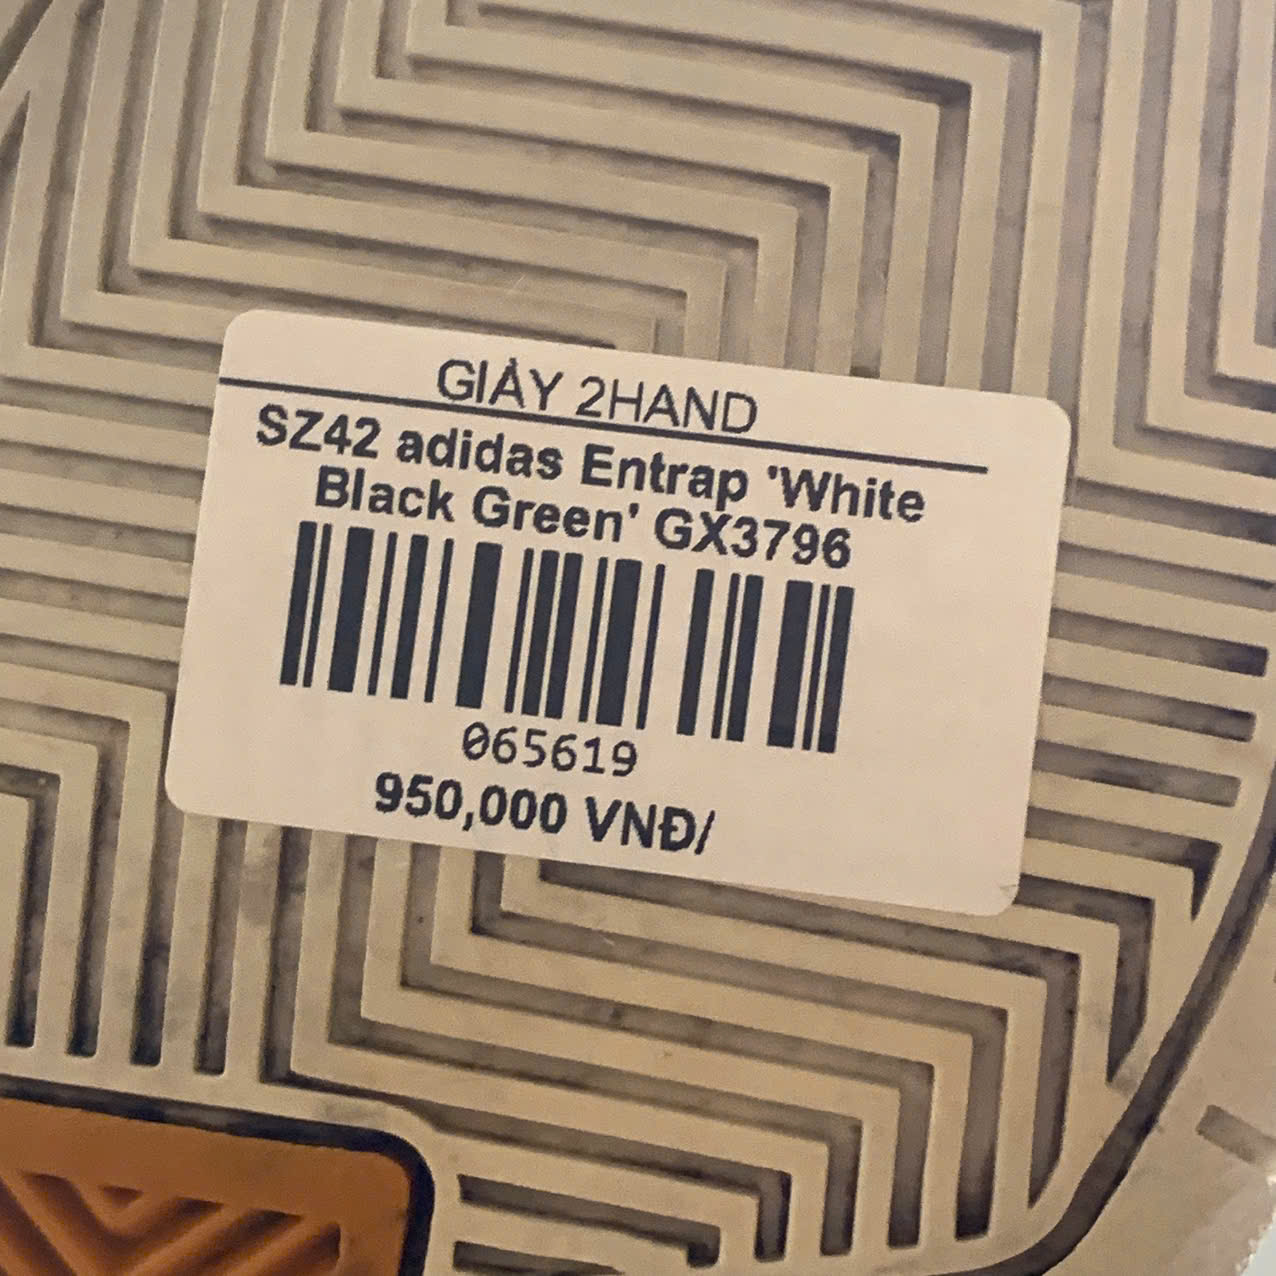 GIÀY 2HAND
SZ42 adidas Entrap 'White
Black Green' GX3796
065619
950,000 VNĐ/